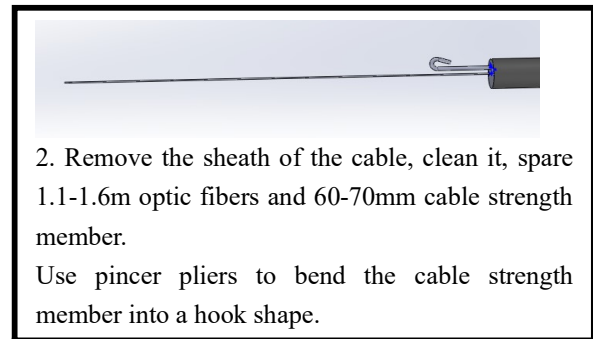 2. Remove the sheath of the cable, clean it, spare
1.1-1.6m optic fibers and 60-70mm cable strength
member.
Use pincer pliers to bend the cable strength
member into a hook shape.